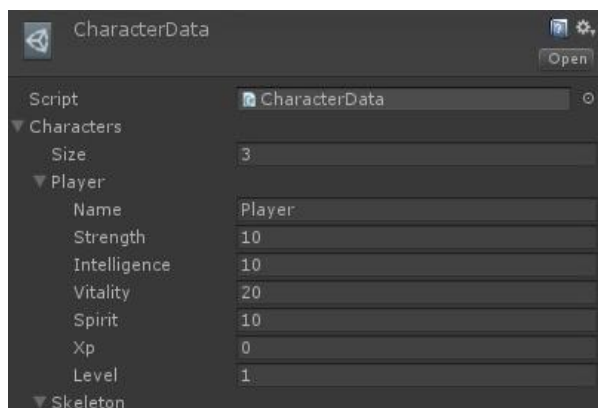 CharacterData
Open
Script CharacterData
Characters
Size 3
Player
Name Player
Strength 10
Intelligence 10
Vitality 20
Spirit 10
Xp 0
Level 1
Skeleton